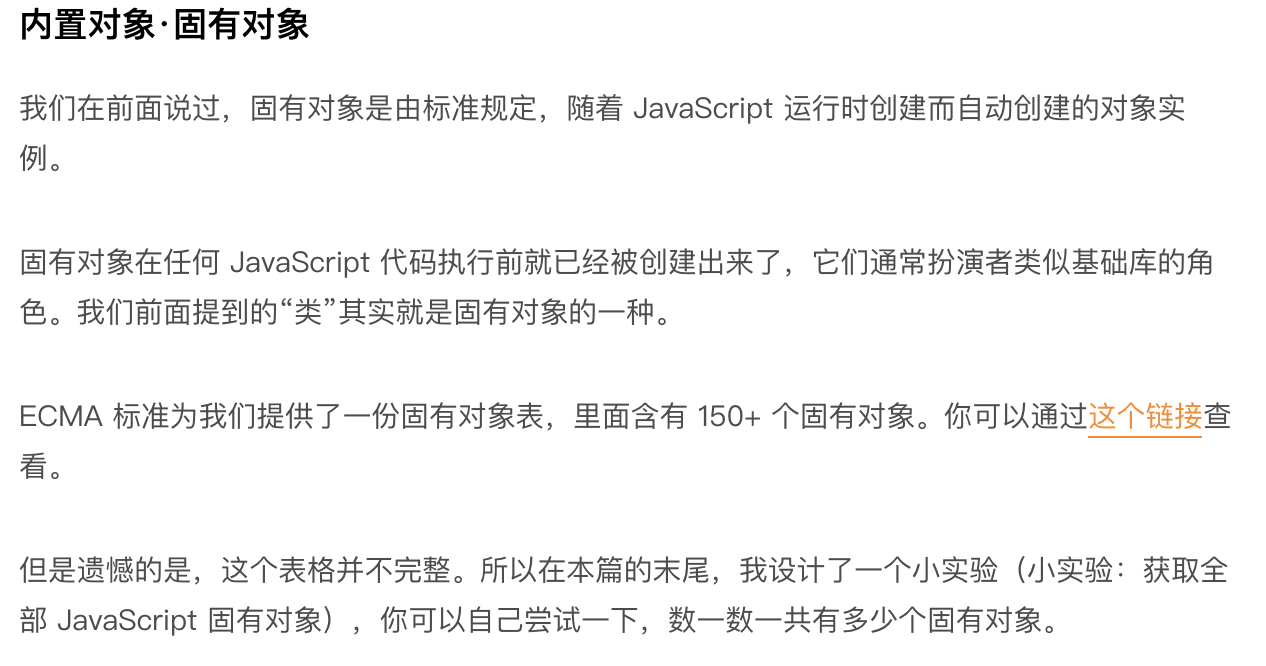 内置对象·固有对象
我们在前面说过，固有对象是由标准规定，随着 JavaScript 运行时创建而自动创建的对象实
例。
固有对象在任何 JavaScript 代码执行前就已经被创建出来了，它们通常扮演者类似基础库的角
色。我们前面提到的“类”其实就是固有对象的一种。
ECMA 标准为我们提供了一份固有对象表，里面含有 150+ 个固有对象。你可以通过这个链接查
看。
但是遗憾的是，这个表格并不完整。所以在本篇的末尾，我设计了一个小实验（小实验：获取全
部 JavaScript 固有对象），你可以自己尝试一下，数一数一共有多少个固有对象。